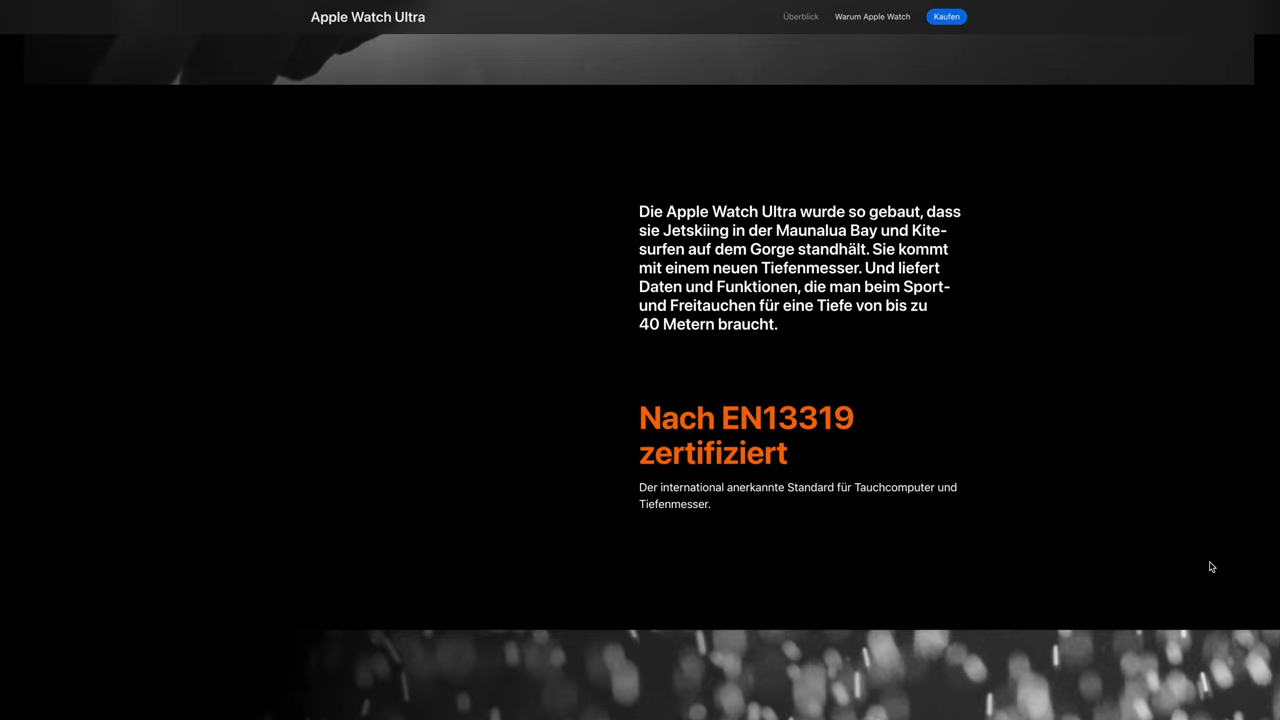 Apple Watch Ultra
Überblick
Warum Apple Watch
Kaufen
Die Apple Watch Ultra wurde so gebaut, dass
sie Jetskiing in der Maunalua Bay und Kite-
surfen auf dem Gorge standhält. Sie kommt
mit einem neuen Tiefenmesser. Und liefert
Daten und Funktionen, die man beim Sport-
und Freitauchen für eine Tiefe von bis zu
40 Metern braucht.
Nach EN13319
zertifiziert
Der international anerkannte Standard für Tauchcomputer und
Tiefenmesser.